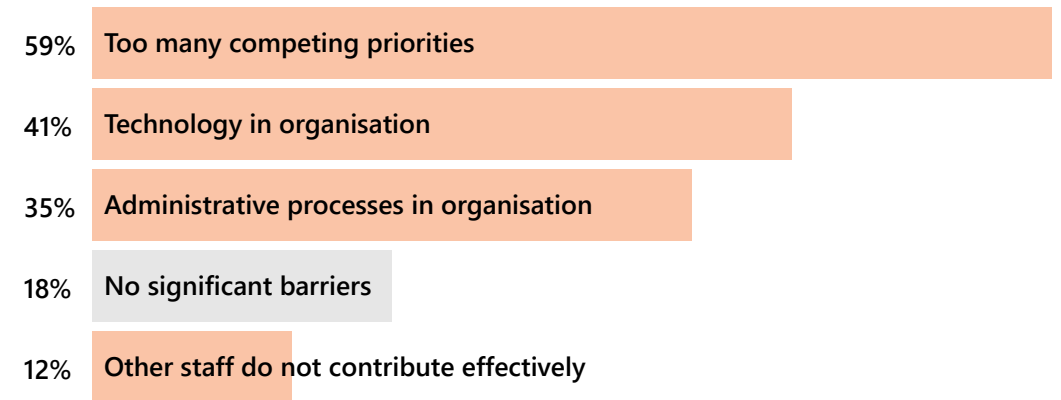 59% Too many competing priorities
41% Technology in organisation
35% Administrative processes in organisation
18% No significant barriers
12% Other staff do not contribute effectively